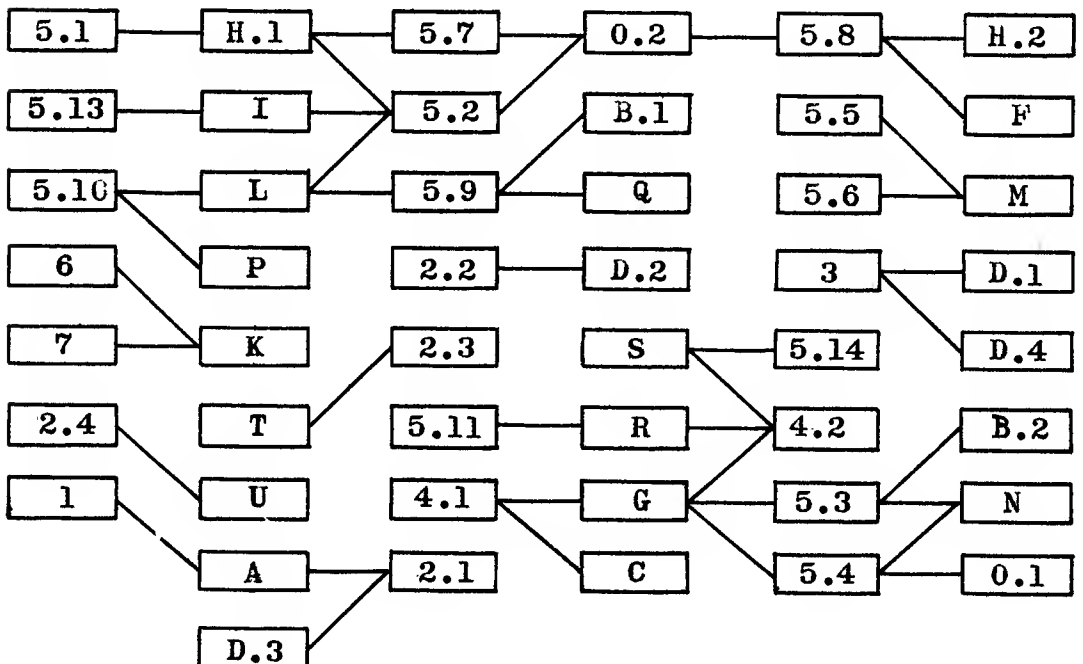 5.1 H.1 5.7 O.2 5.8 H.2
5.13 I 5.2 B.1 5.5 F
5.10 L 5.9 Q 5.6 M
6 P 2.2 D.2 3 D.1
7 K 2.3 S 5.14 D.4
2.4 T 5.11 R 4.2 B.2
1 U 4.1 G 5.3 N
A 2.1 C 5.4 O.1
D.3